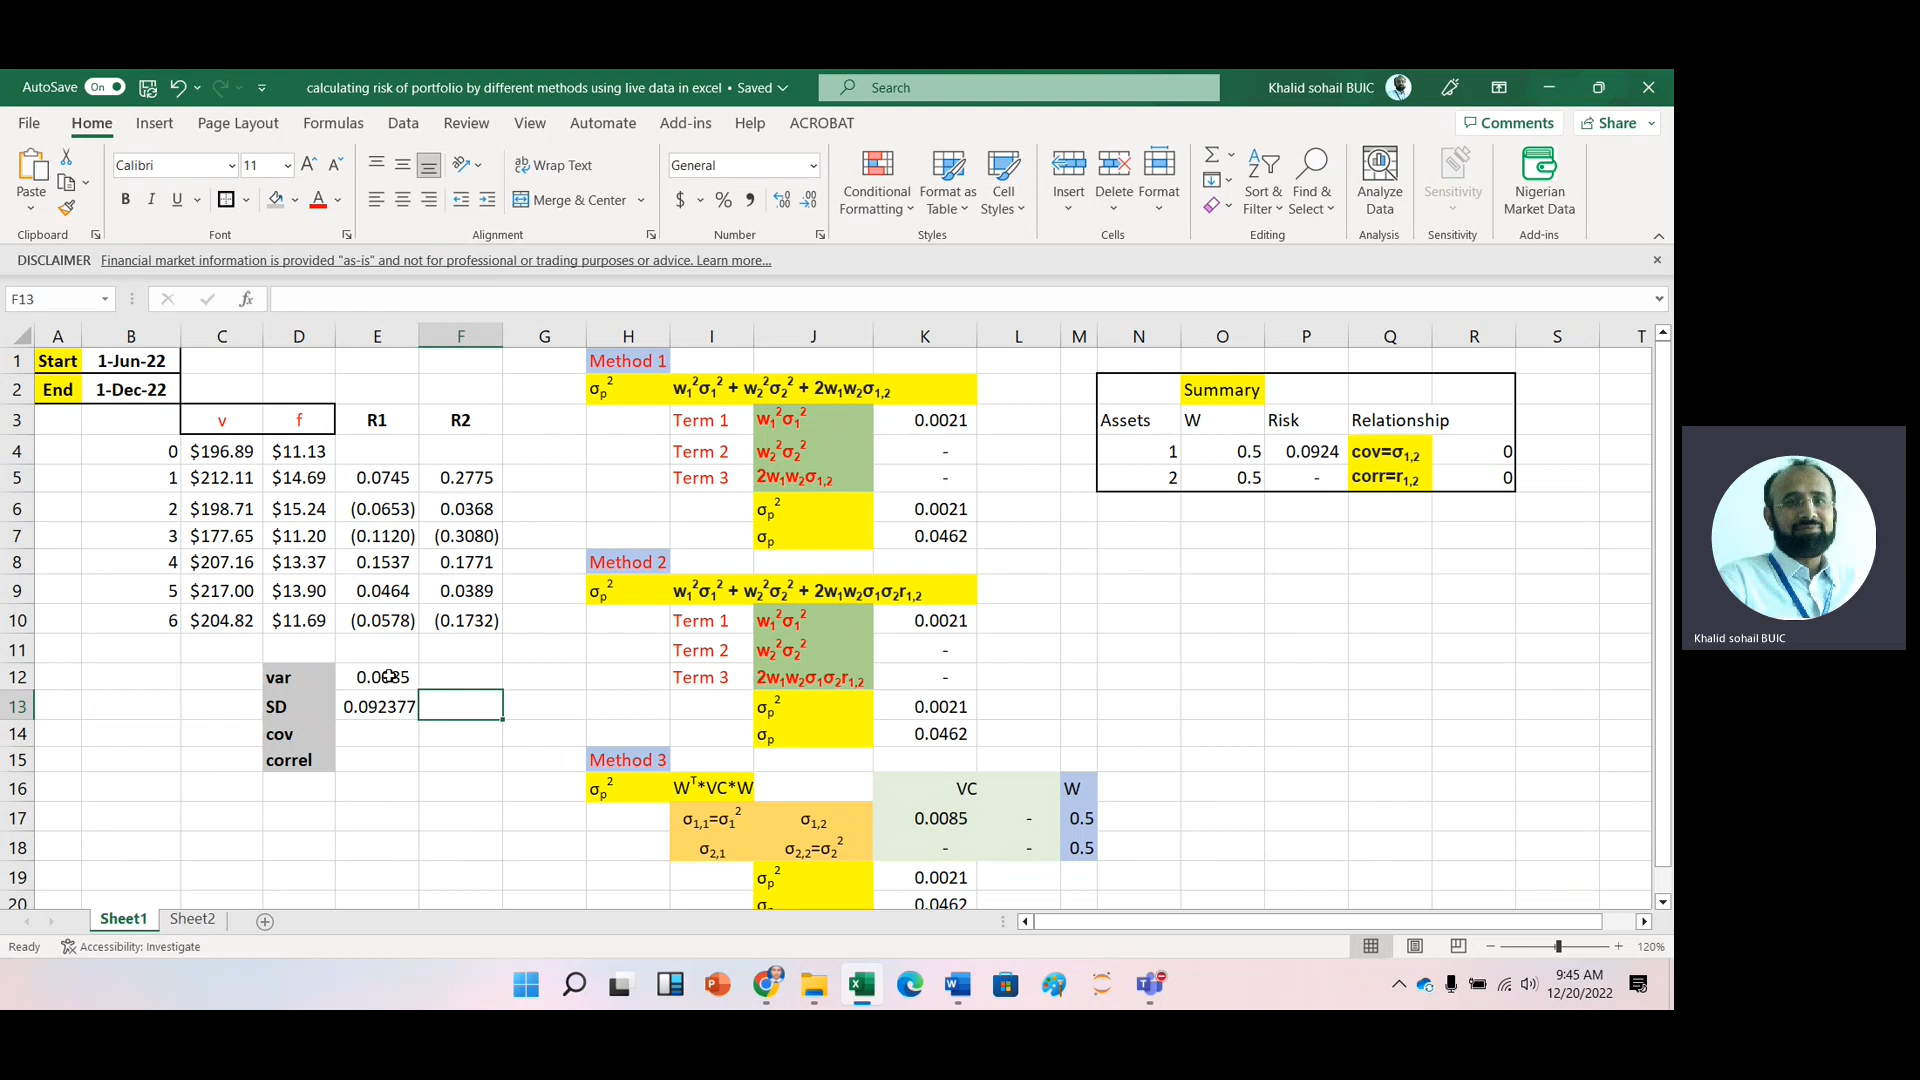 AutoSave On calculating risk of portfolio by different methods using live data in excel • Saved Search Khalid sohail BUIC
File Home Insert Page Layout Formulas Data Review View Automate Add-ins Help ACROBAT Comments Share
Paste Calibri 11 Wrap Text General Conditional Formatting Format as Table Cell Styles Insert Delete Format Sort & Filter Find & Select Analyze Data Sensitivity Nigerian Market Data
B I U Merge & Center $ %
Clipboard Font Alignment Number Styles Cells Editing Analysis Sensitivity Add-ins
DISCLAIMER Financial market information is provided "as-is" and not for professional or trading purposes or advice. Learn more...
F13 fx
A B C D E F G H I J K L M N O P Q R S T
1 Start 1-Jun-22 Method 1
2 End 1-Dec-22 σp² w₁²σ₁² + w₂²σ₂² + 2w₁w₂σ₁,₂ Summary
3 v f R1 R2 Term 1 w₁²σ₁² 0.0021 Assets W Risk Relationship
4 0 $196.89 $11.13 Term 2 w₂²σ₂² - 1 0.5 0.0924 cov=σ₁,₂ 0
5 1 $212.11 $14.69 0.0745 0.2775 Term 3 2w₁w₂σ₁,₂ - 2 0.5 - corr=r₁,₂ 0
6 2 $198.71 $15.24 (0.0653) 0.0368 σp² 0.0021
7 3 $177.65 $11.20 (0.1120) (0.3080) σp 0.0462
8 4 $207.16 $13.37 0.1537 0.1771 Method 2
9 5 $217.00 $13.90 0.0464 0.0389 σp² w₁²σ₁² + w₂²σ₂² + 2w₁w₂σ₁σ₂r₁,₂
10 6 $204.82 $11.69 (0.0578) (0.1732) Term 1 w₁²σ₁² 0.0021
11 Term 2 w₂²σ₂² -
12 var 0.0085 Term 3 2w₁w₂σ₁σ₂r₁,₂ -
13 SD 0.092377 σp² 0.0021
14 cov σp 0.0462
15 correl Method 3
16 σp² Wᵀ*VC*W VC W
17 σ₁,₁=σ₁² σ₁,₂ 0.0085 - 0.5
18 σ₂,₁ σ₂,₂=σ₂² - - 0.5
19 σp² 0.0021
20 σp 0.0462
Sheet1 Sheet2
Ready Accessibility: Investigate 120%
9:45 AM
12/20/2022
Khalid sohail BUIC